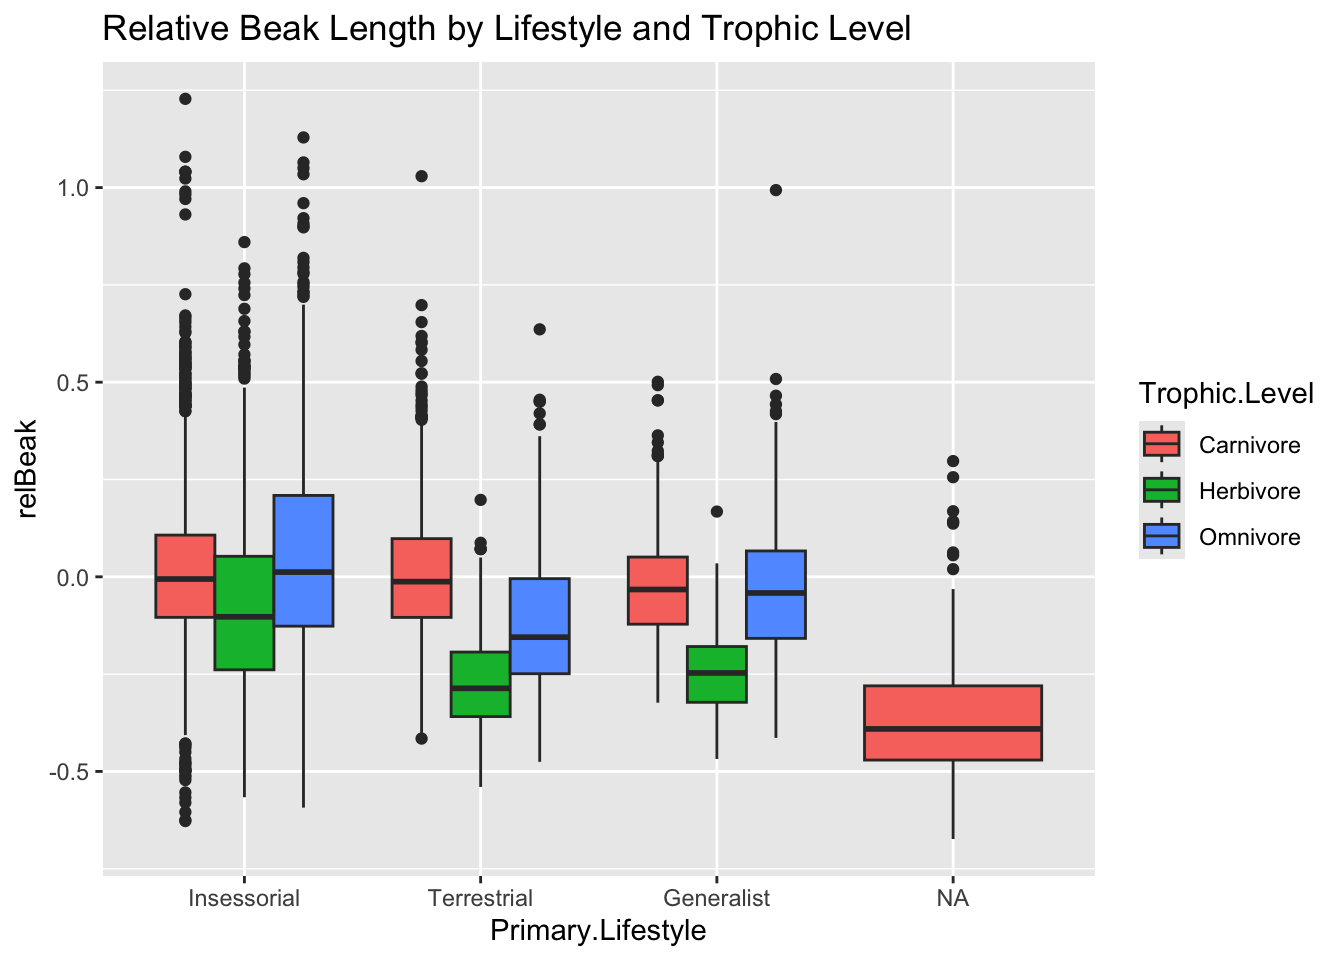 Relative Beak Length by Lifestyle and Trophic Level
relBeak
1.0
0.5
0.0
-0.5
Insessorial
Terrestrial
Generalist
NA
Primary.Lifestyle
Trophic.Level
Carnivore
Herbivore
Omnivore